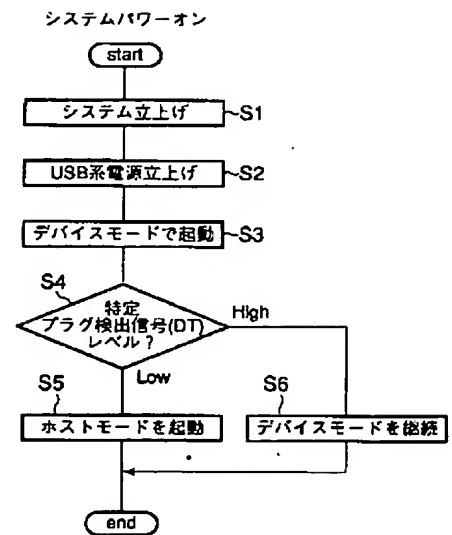 システムパワーオン
start
システム立上げ ~S1
USB系電源立上げ ~S2
デバイスモードで起動 ~S3
S4
特定
プラグ検出信号(DT)
レベル?
High
Low
S5
ホストモードを起動
S6
デバイスモードを継続
end